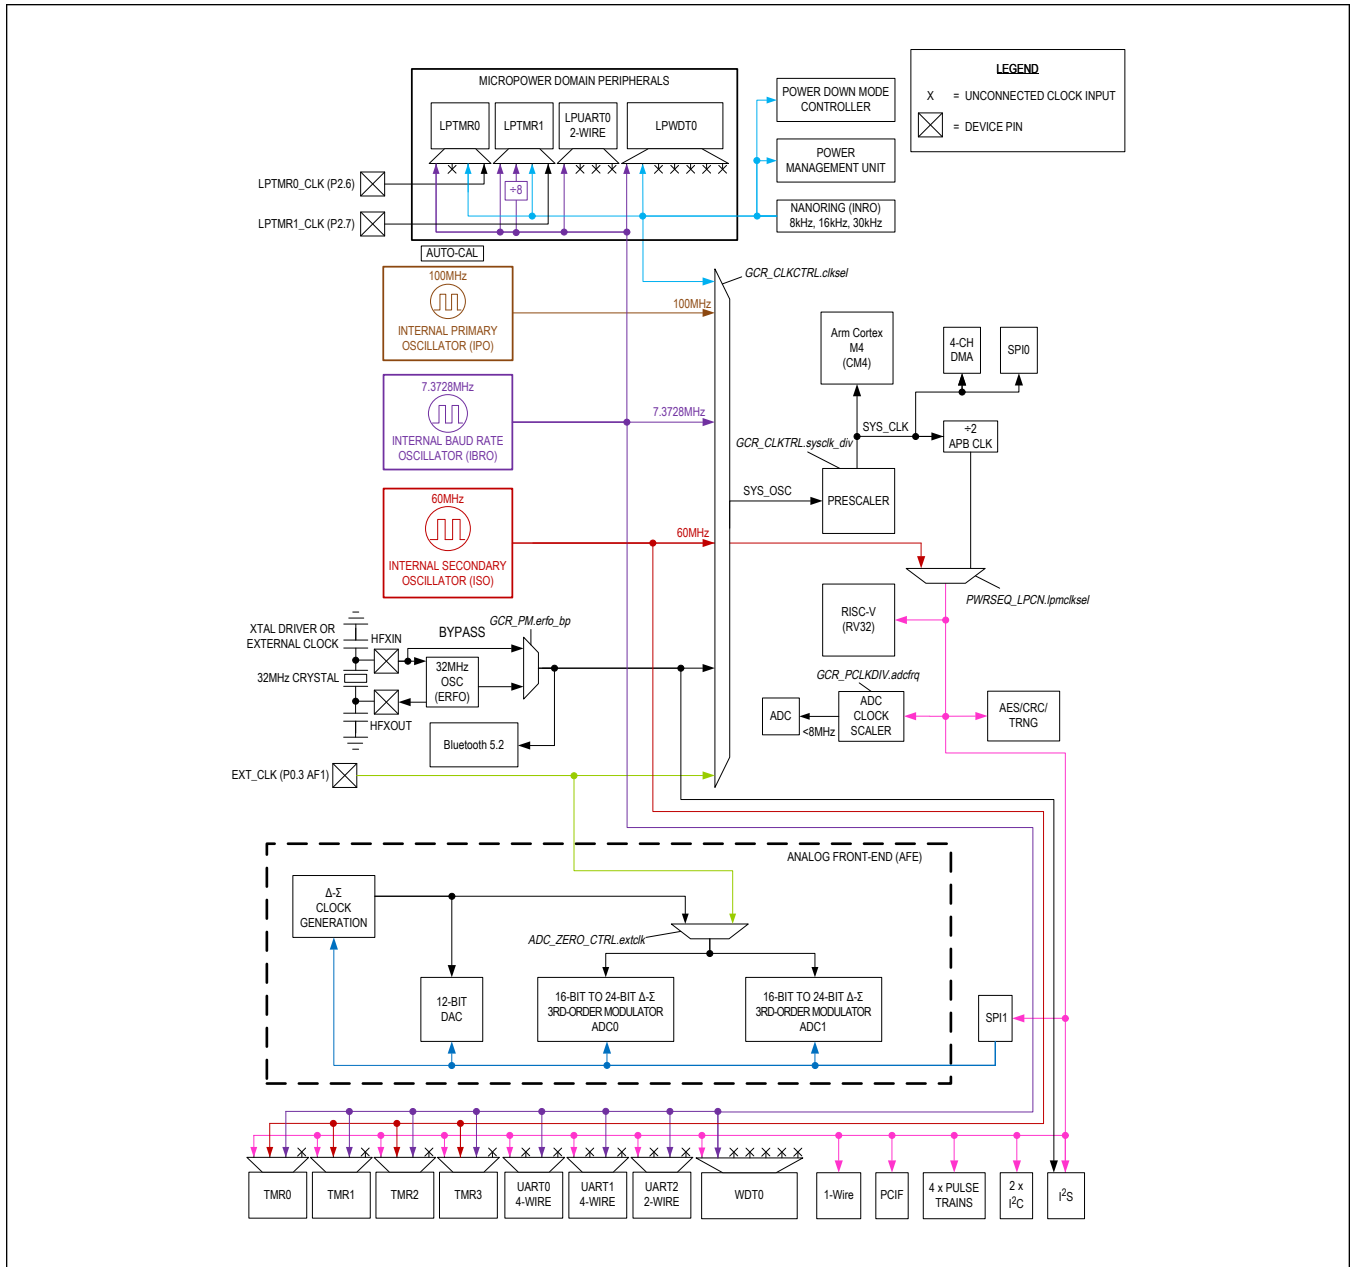 MICROPOWER DOMAIN PERIPHERALS
LPTMR0
LPTMR1
LPUART0
2-WIRE
LPWDT0
÷8
POWER DOWN MODE
CONTROLLER
POWER
MANAGEMENT UNIT
NANORING (INRO)
8kHz, 16kHz, 30kHz
LEGEND
X = UNCONNECTED CLOCK INPUT
= DEVICE PIN
LPTMR0_CLK (P2.6)
LPTMR1_CLK (P2.7)
AUTO-CAL
GCR_CLKCTRL.clksel
100MHz
INTERNAL PRIMARY
OSCILLATOR (IPO)
100MHz
7.3728MHz
INTERNAL BAUD RATE
OSCILLATOR (IBRO)
7.3728MHz
60MHz
INTERNAL SECONDARY
OSCILLATOR (ISO)
60MHz
Arm Cortex
M4
(CM4)
4-CH
DMA
SPI0
SYS_CLK
÷2
APB CLK
GCR_CLKTRL.sysclk_div
SYS_OSC
PRESCALER
PWRSEQ_LPCN.lpmclksel
RISC-V
(RV32)
GCR_PCLKDIV.adcfrq
ADC
<8MHz
ADC
CLOCK
SCALER
AES/CRC/
TRNG
XTAL DRIVER OR
EXTERNAL CLOCK
HFXIN
BYPASS
GCR_PM.erfo_bp
32MHz CRYSTAL
32MHz
OSC
(ERFO)
HFXOUT
Bluetooth 5.2
EXT_CLK (P0.3 AF1)
ANALOG FRONT-END (AFE)
Δ-Σ
CLOCK
GENERATION
ADC_ZERO_CTRL.extclk
12-BIT
DAC
16-BIT TO 24-BIT Δ-Σ
3RD-ORDER MODULATOR
ADC0
16-BIT TO 24-BIT Δ-Σ
3RD-ORDER MODULATOR
ADC1
SPI1
TMR0
TMR1
TMR2
TMR3
UART0
4-WIRE
UART1
4-WIRE
UART2
2-WIRE
WDT0
1-Wire
PCIF
4 x PULSE
TRAINS
2 x
I²C
I²S